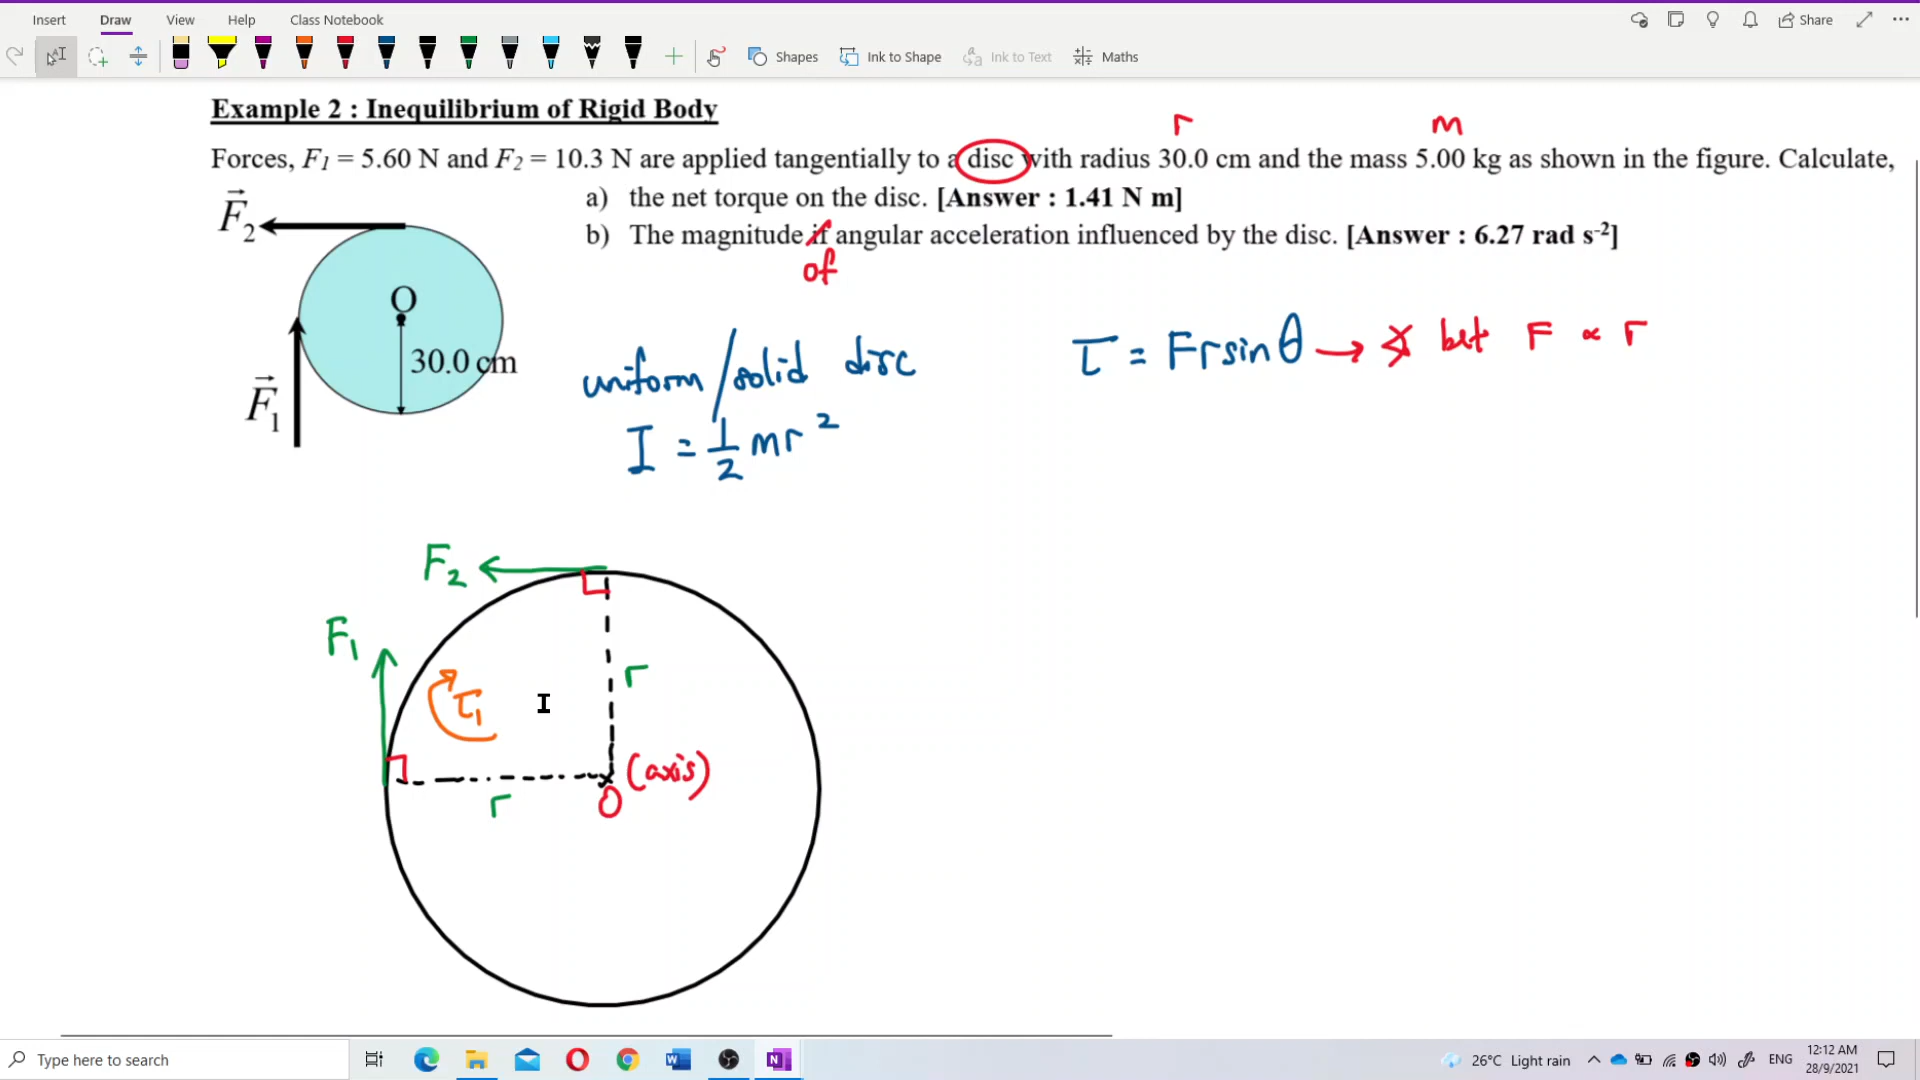 Insert Draw View Help Class Notebook Share
Shapes Ink to Shape Ink to Text Maths
Example 2 : Inequilibrium of Rigid Body
r m
Forces, F1 = 5.60 N and F2 = 10.3 N are applied tangentially to a disc with radius 30.0 cm and the mass 5.00 kg as shown in the figure. Calculate,
a) the net torque on the disc. [Answer : 1.41 N m]
b) The magnitude if angular acceleration influenced by the disc. [Answer : 6.27 rad s-2]
of
F2
O
30.0 cm
F1
uniform/solid disc
I = 1/2 mr²
τ = Frsinθ → ∡ bet F & r
F2
F1
r
τ1
(axis)
O
r
Type here to search
26°C Light rain ENG 12:12 AM
28/9/2021